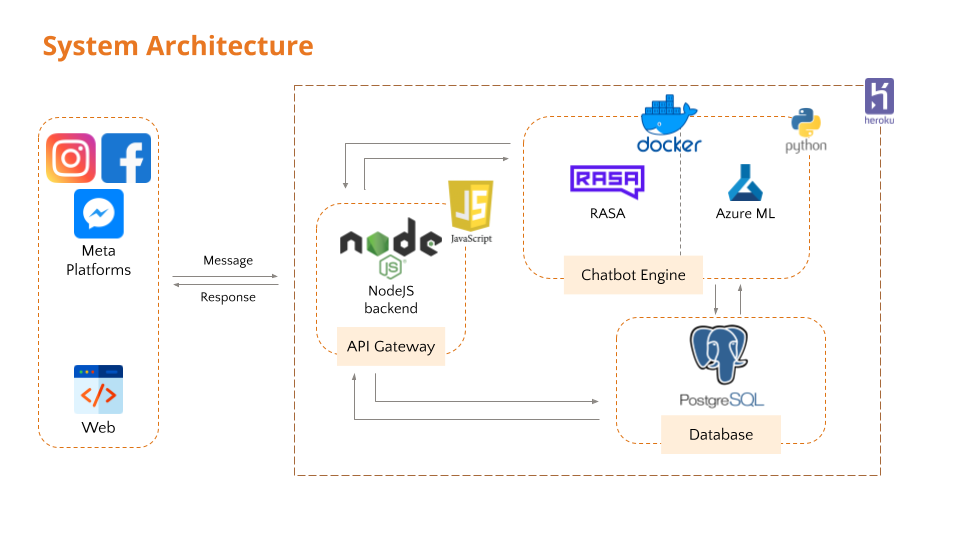 System Architecture
heroku
docker
python
RASA
RASA
Azure ML
JS
JavaScript
node
JS
Meta
Platforms
Message
Response
NodeJS
backend
Chatbot Engine
API Gateway
Web
PostgreSQL
Database